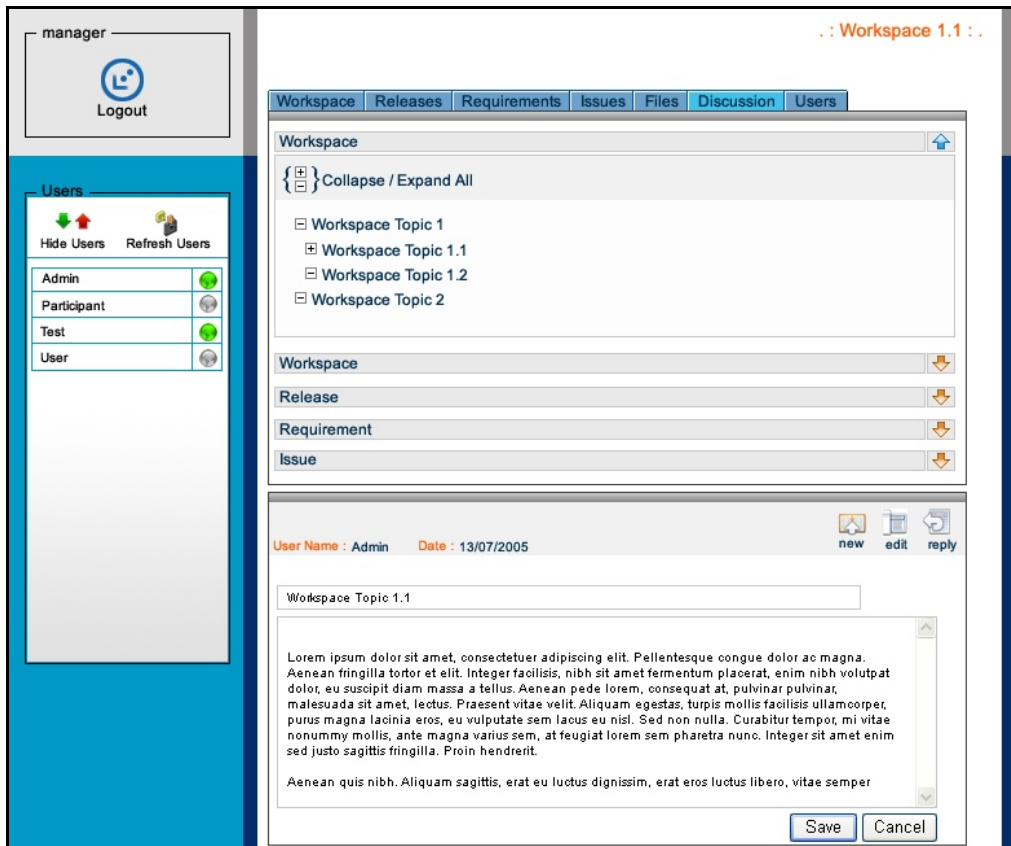 manager
Logout
.: Workspace 1.1 :.
Workspace Releases Requirements Issues Files Discussion Users
Workspace
Collapse / Expand All
Workspace Topic 1
Workspace Topic 1.1
Workspace Topic 1.2
Workspace Topic 2
Workspace
Release
Requirement
Issue
Users
Hide Users Refresh Users
Admin
Participant
Test
User
new edit reply
User Name : Admin Date : 13/07/2005
Workspace Topic 1.1
Lorem ipsum dolor sit amet, consectetuer adipiscing elit. Pellentesque congue dolor ac magna.
Aenean fringilla tortor et elit. Integer facilisis, nibh sit amet fermentum placerat, enim nibh volutpat
dolor, eu suscipit diam massa a tellus. Aenean pede lorem, consequat at, pulvinar pulvinar,
malesuada sit amet, lectus. Praesent vitae velit. Aliquam egestas, turpis mollis facilisis ullamcorper,
purus magna lacinia eros, eu vulputate sem lacus eu nisl. Sed non nulla. Curabitur tempor, mi vitae
nonummy mollis, ante magna varius sem, at feugiat lorem sem pharetra nunc. Integer sit amet enim
sed justo sagittis fringilla. Proin hendrerit.
Aenean quis nibh. Aliquam sagittis, erat eu luctus dignissim, erat eros luctus libero, vitae semper
Save Cancel